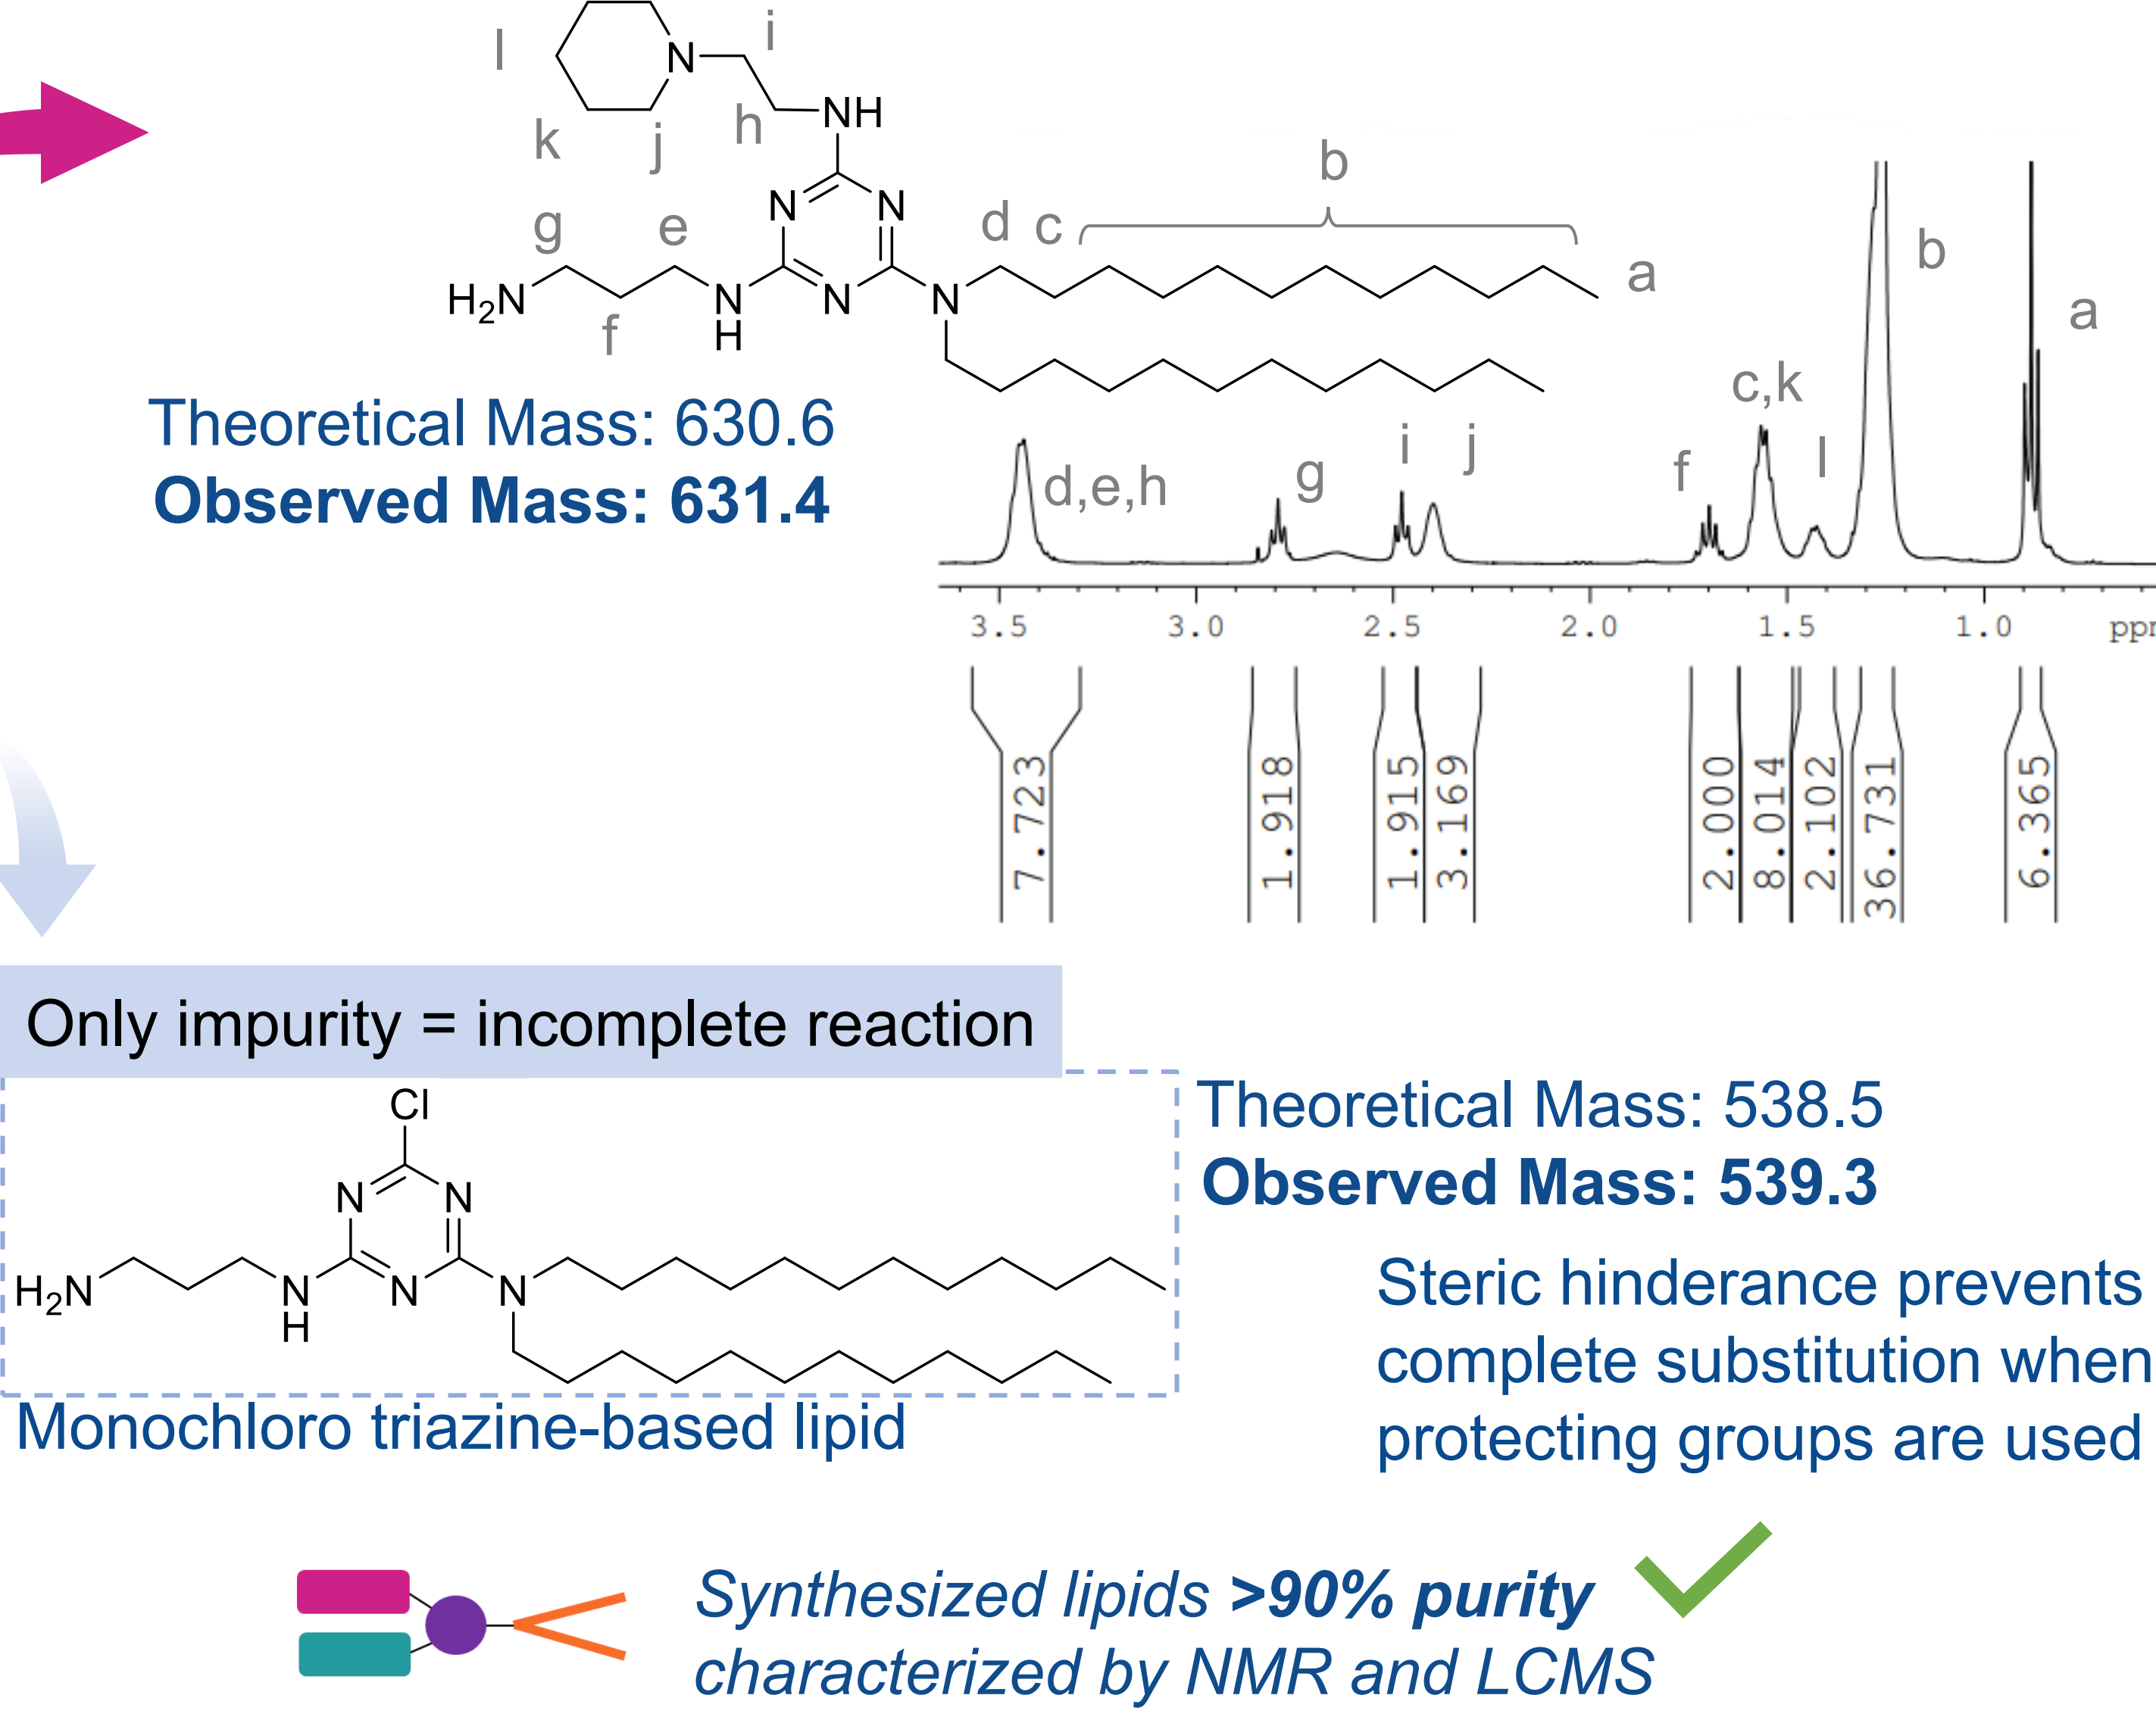 l
N
i
k
j
h
NH
b
N
N
g
e
d
c
b
a
H2N
f
N
H
N
N
a
Theoretical Mass: 630.6
Observed Mass: 631.4
d,e,h
g
i
j
f
c,k
l
3.5
3.0
2.5
2.0
1.5
1.0
7.723
1.918
1.915
3.169
2.000
8.014
2.102
36.731
6.365
Only impurity = incomplete reaction
Cl
N
N
H2N
N
H
N
N
Theoretical Mass: 538.5
Observed Mass: 539.3
Steric hinderance prevents
complete substitution when
protecting groups are used
Monochloro triazine-based lipid
Synthesized lipids >90% purity
characterized by NMR and LCMS